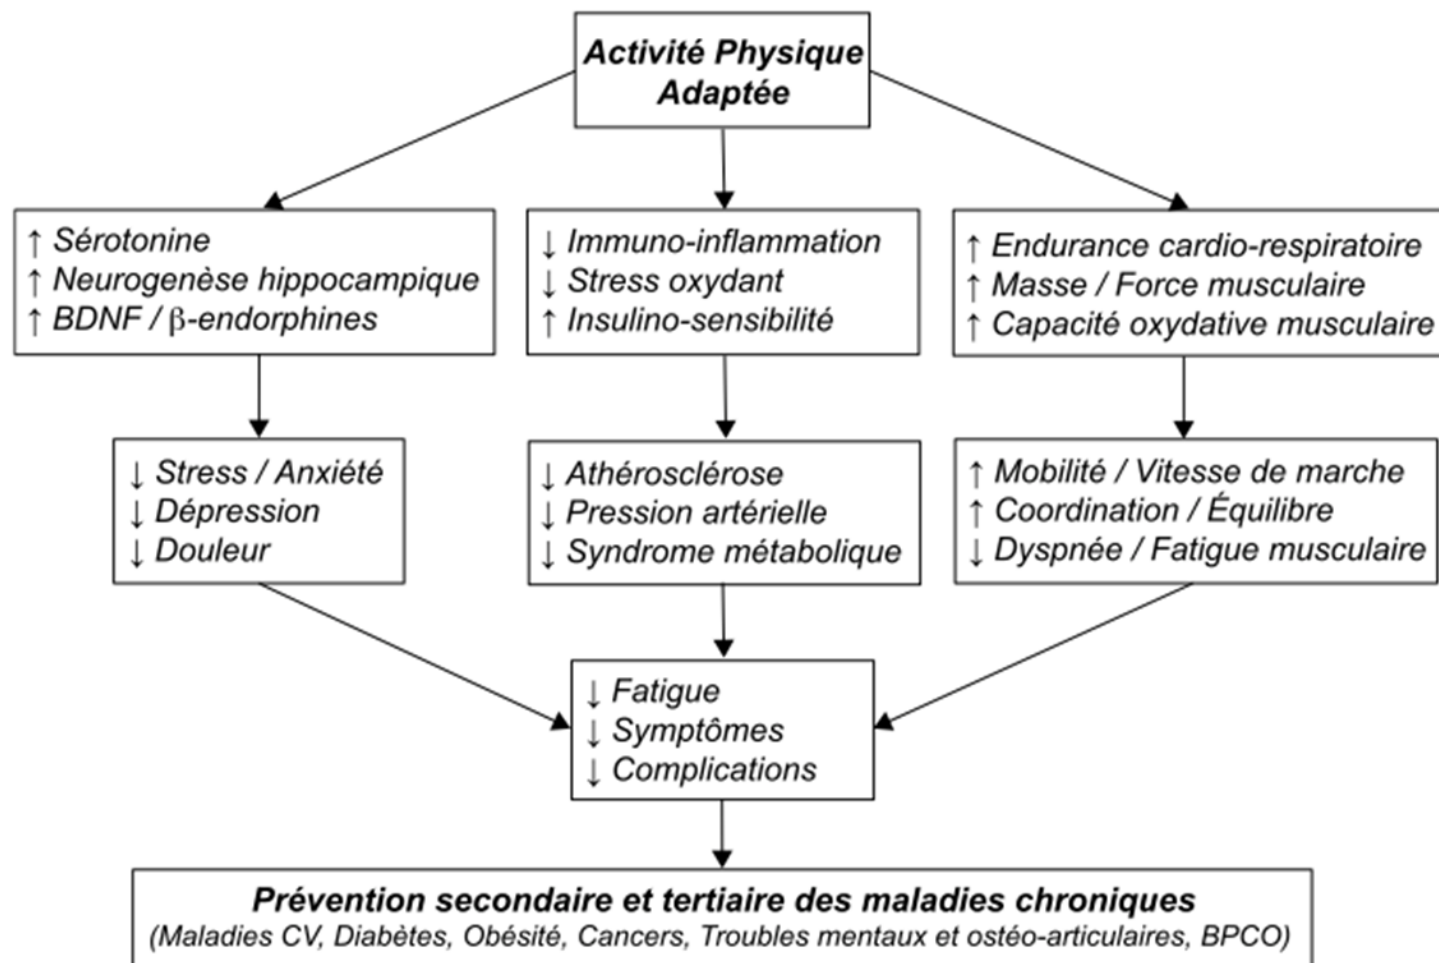 Activité Physique
Adaptée
↑ Sérotonine
↑ Neurogenèse hippocampique
↑ BDNF / β-endorphines
↓ Immuno-inflammation
↓ Stress oxydant
↑ Insulino-sensibilité
↑ Endurance cardio-respiratoire
↑ Masse / Force musculaire
↑ Capacité oxydative musculaire
↓ Stress / Anxiété
↓ Dépression
↓ Douleur
↓ Athérosclérose
↓ Pression artérielle
↓ Syndrome métabolique
↑ Mobilité / Vitesse de marche
↑ Coordination / Équilibre
↓ Dyspnée / Fatigue musculaire
↓ Fatigue
↓ Symptômes
↓ Complications
Prévention secondaire et tertiaire des maladies chroniques
(Maladies CV, Diabètes, Obésité, Cancers, Troubles mentaux et ostéo-articulaires, BPCO)